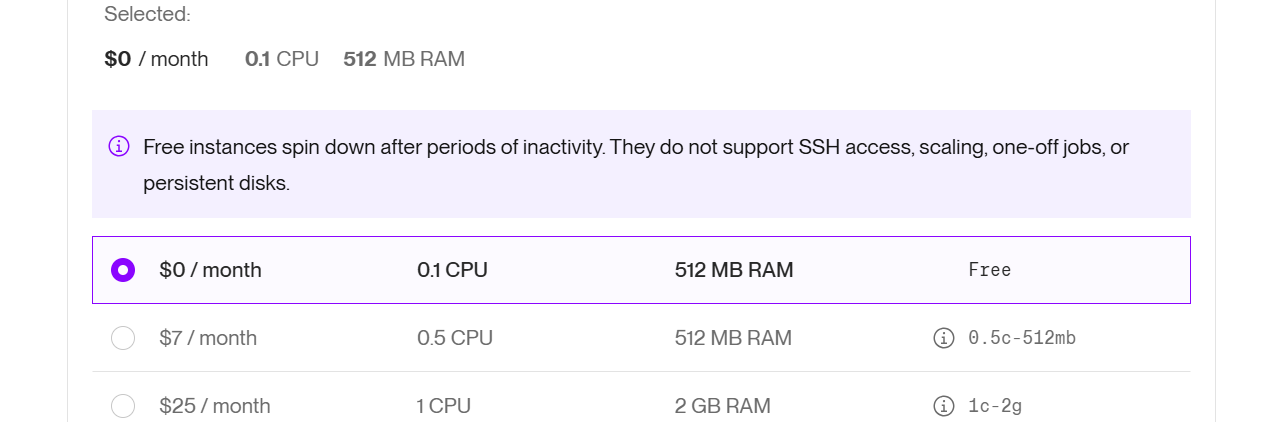 Selected:
$0 / month 0.1 CPU 512 MB RAM
Free instances spin down after periods of inactivity. They do not support SSH access, scaling, one-off jobs, or
persistent disks.
$0 / month 0.1 CPU 512 MB RAM Free
$7 / month 0.5 CPU 512 MB RAM 0.5c-512mb
$25 / month 1 CPU 2 GB RAM 1c-2g